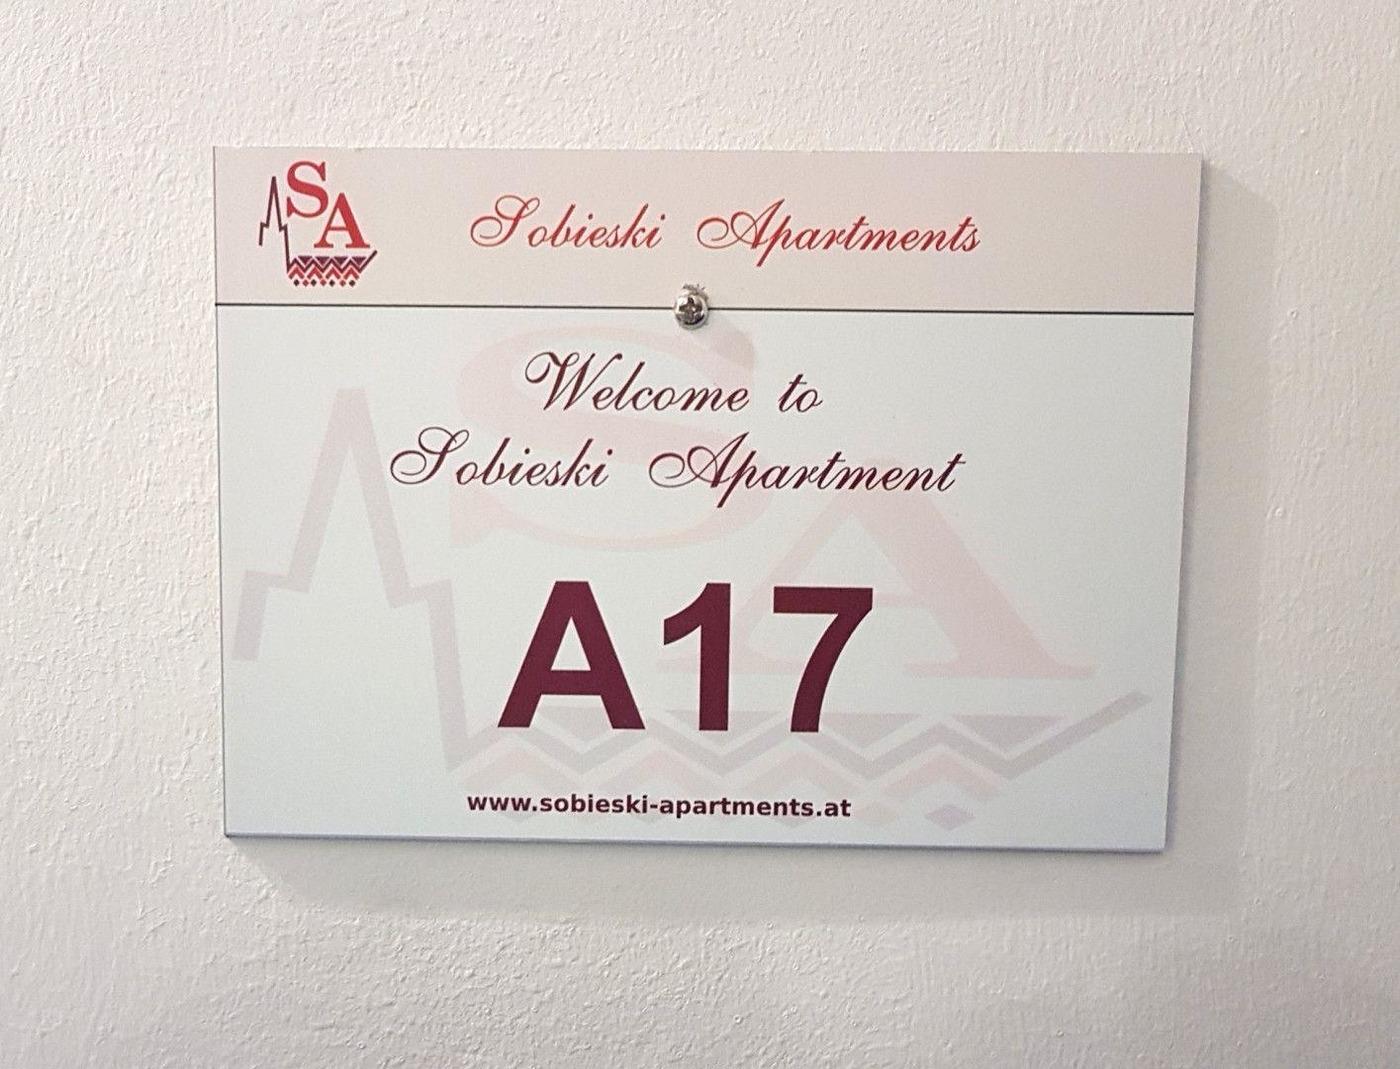 SA
Sobieski Apartments
Welcome to
Sobieski Apartment
A17
www.sobieski-apartments.at